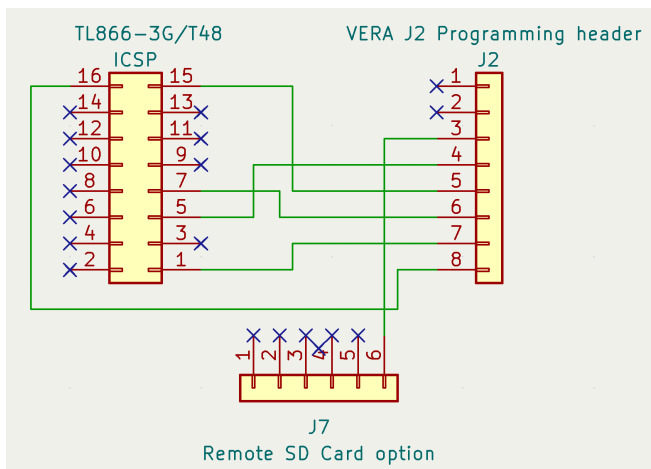 TL866-3G/T48
ICSP
VERA J2 Programming header
J2
16 15
14 13
12 11
10 9
8 7
6 5
4 3
2 1
1
2
3
4
5
6
7
8
1 2 3 4 5 6
J7
Remote SD Card option